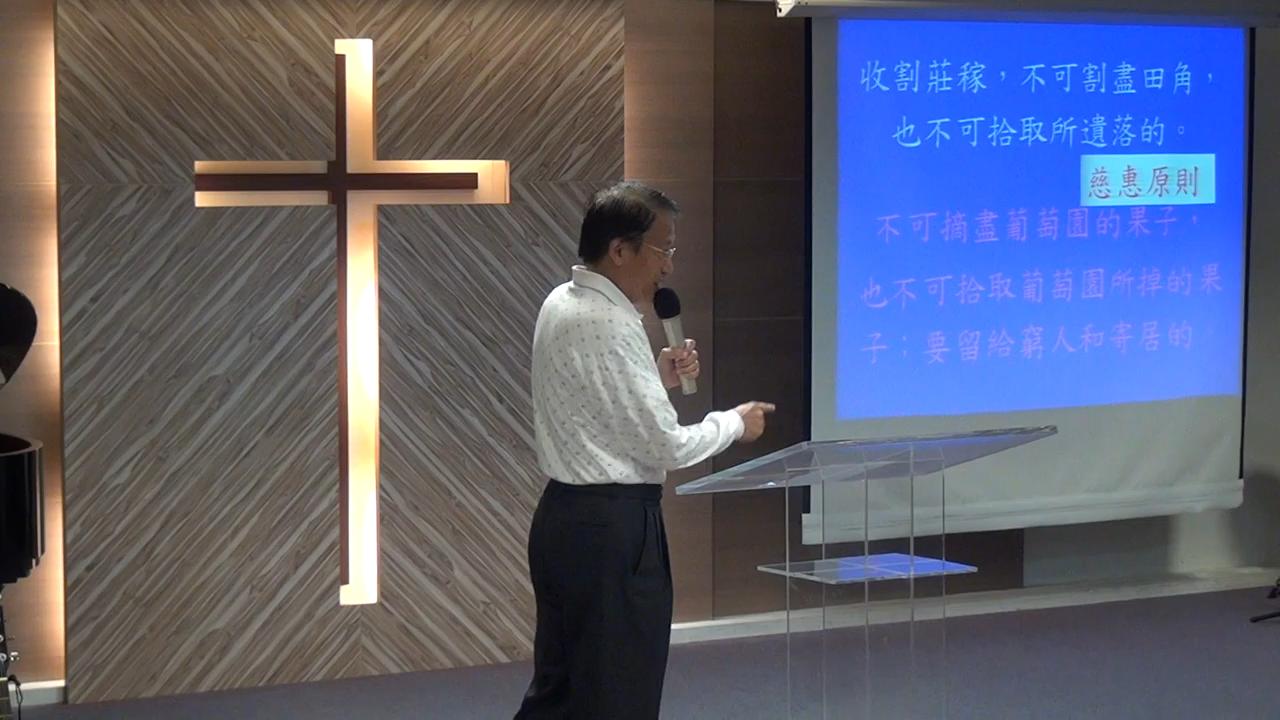 收割莊稼，不可割盡田角，
也不可拾取所遺落的。
慈惠原則
不可摘盡葡萄園的果子，
也不可拾取葡萄園所掉的果
子；要留給窮人和寄居的